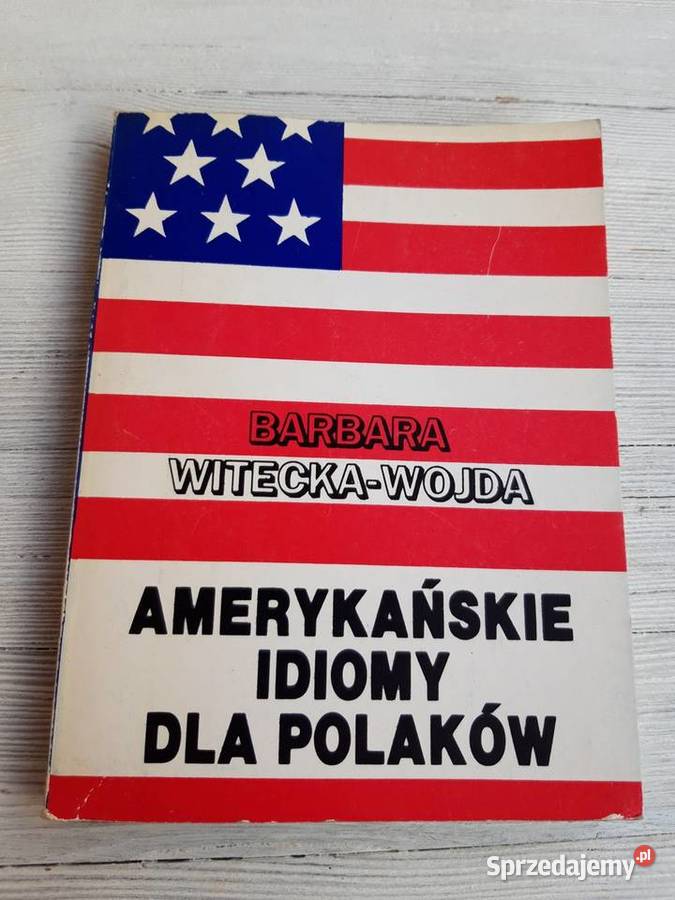 BARBARA
WITECKA-WOJDA
AMERYKAŃSKIE
IDIOMY
DLA POLAKÓW
Sprzedajemy.pl